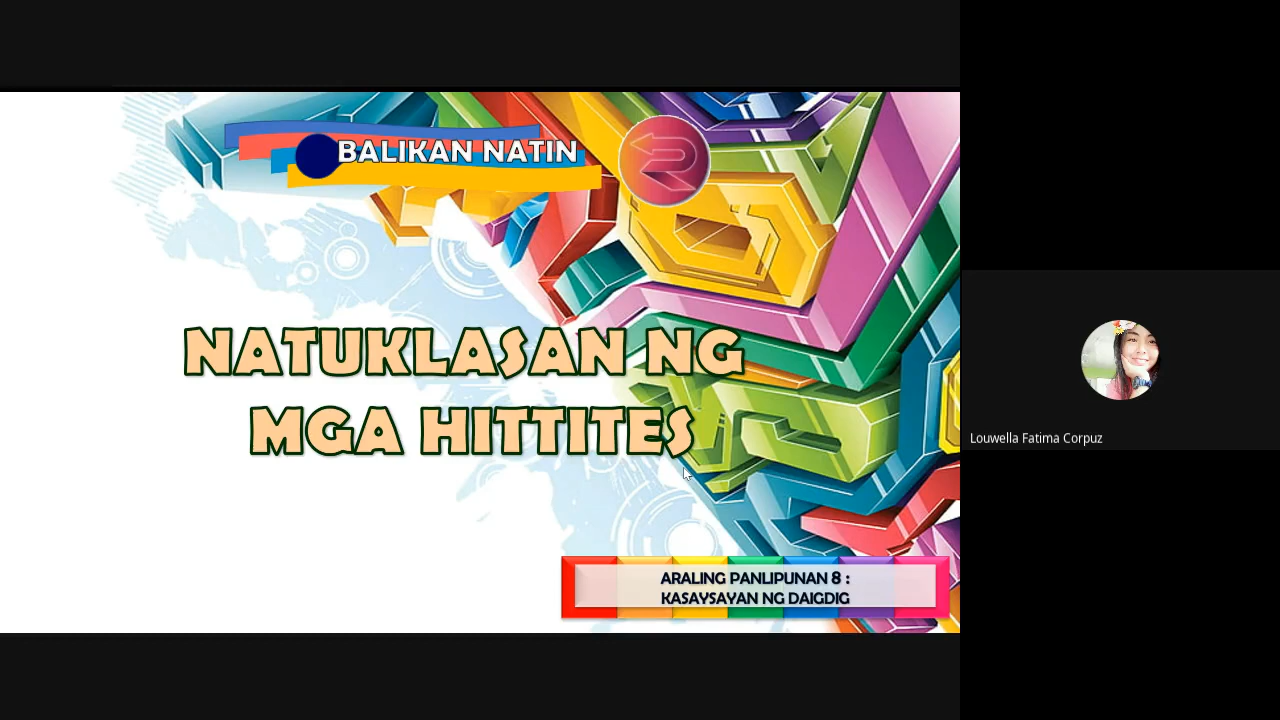 BALIKAN NATIN
NATUKLASAN NG
MGA HITTITES
ARALING PANLIPUNAN 8 :
KASAYSAYAN NG DAIGDIG
Louwella Fatima Corpuz